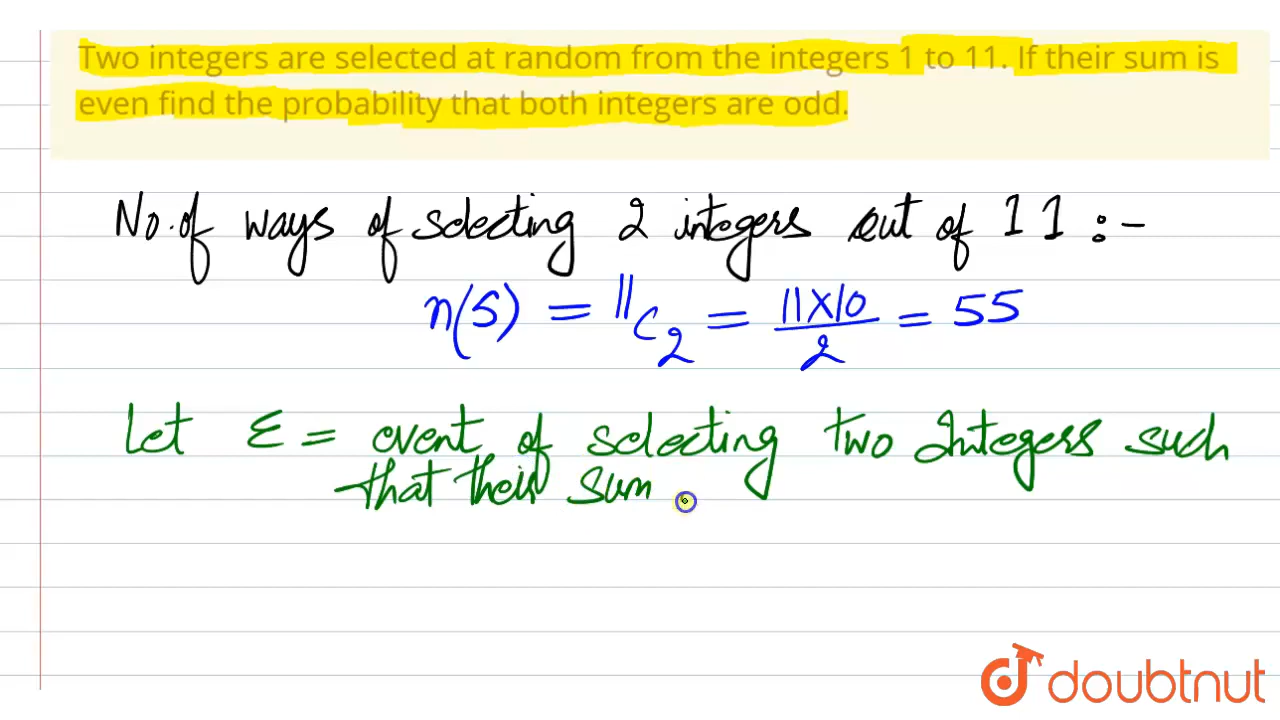 Two integers are selected at random from the integers 1 to 11. If their sum is
even find the probability that both integers are odd.
No. of ways of selecting 2 integers out of 11 :-
n(S) = ¹¹C₂ = 11×10/2 = 55
Let E = event of selecting two Integers such
that their sum
doubtnut